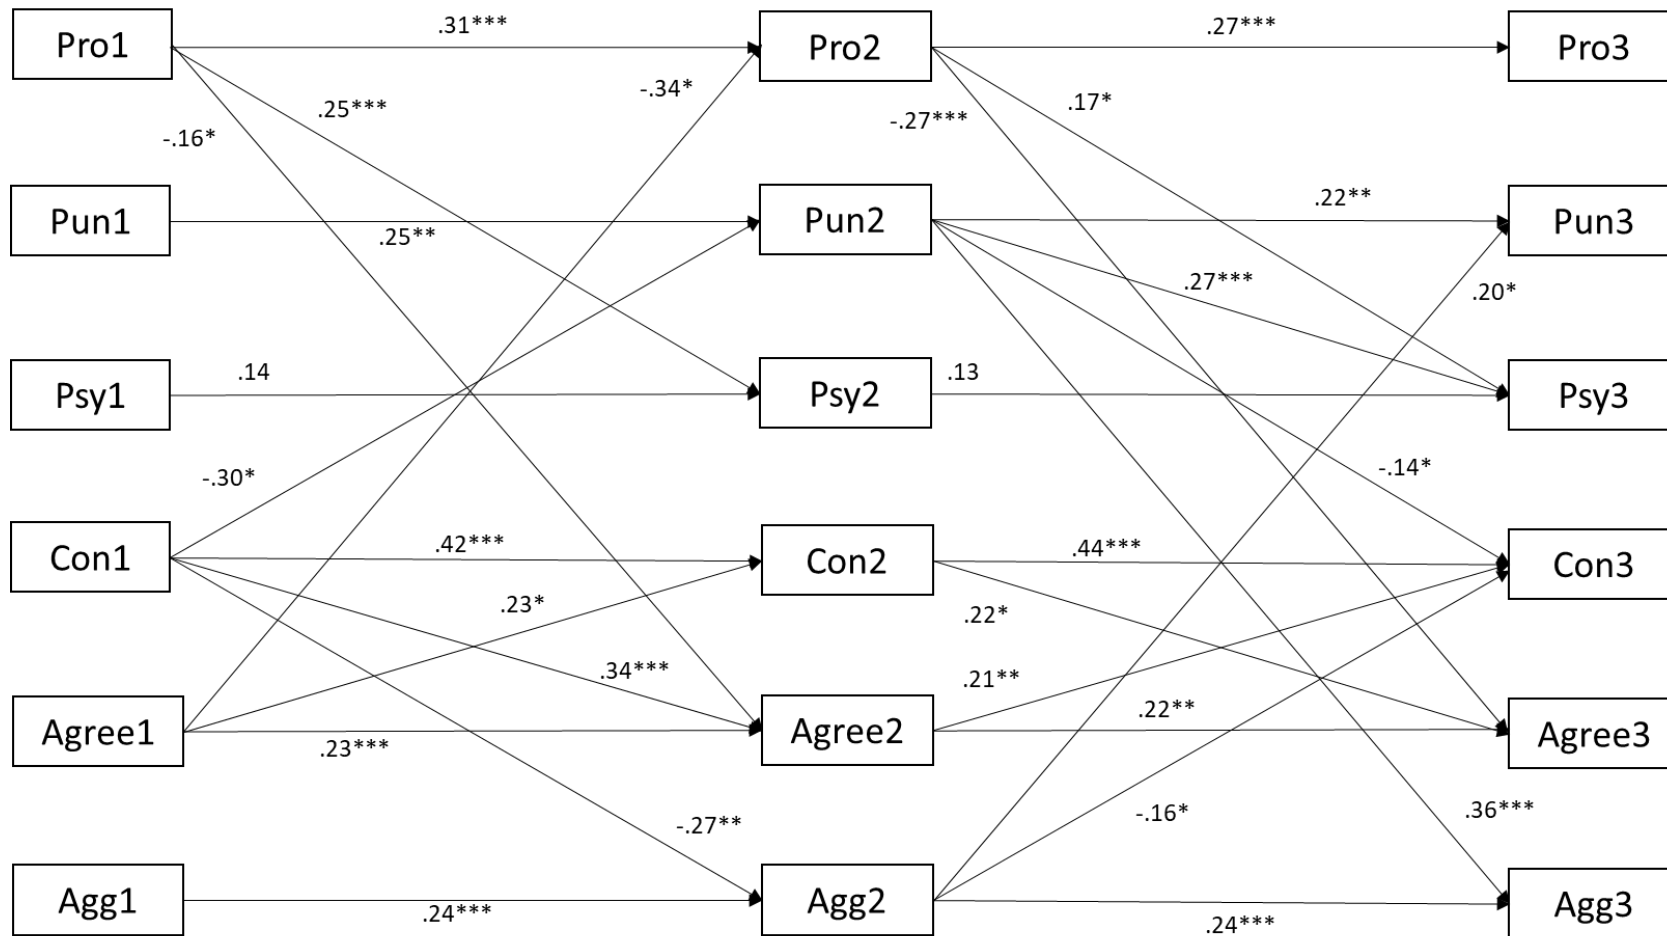 Pro1
.31***
Pro2
.27***
Pro3
-.34*
.25***
-.16*
.17*
-.27***
Pun1
.25**
Pun2
.22**
Pun3
.27***
.20*
Psy1
.14
Psy2
.13
Psy3
-.30*
-.14*
Con1
.42***
Con2
.44***
Con3
.23*
.22*
.34***
.21**
Agree1
.23***
Agree2
.22**
Agree3
-.27**
-.16*
.36***
Agg1
.24***
Agg2
.24***
Agg3